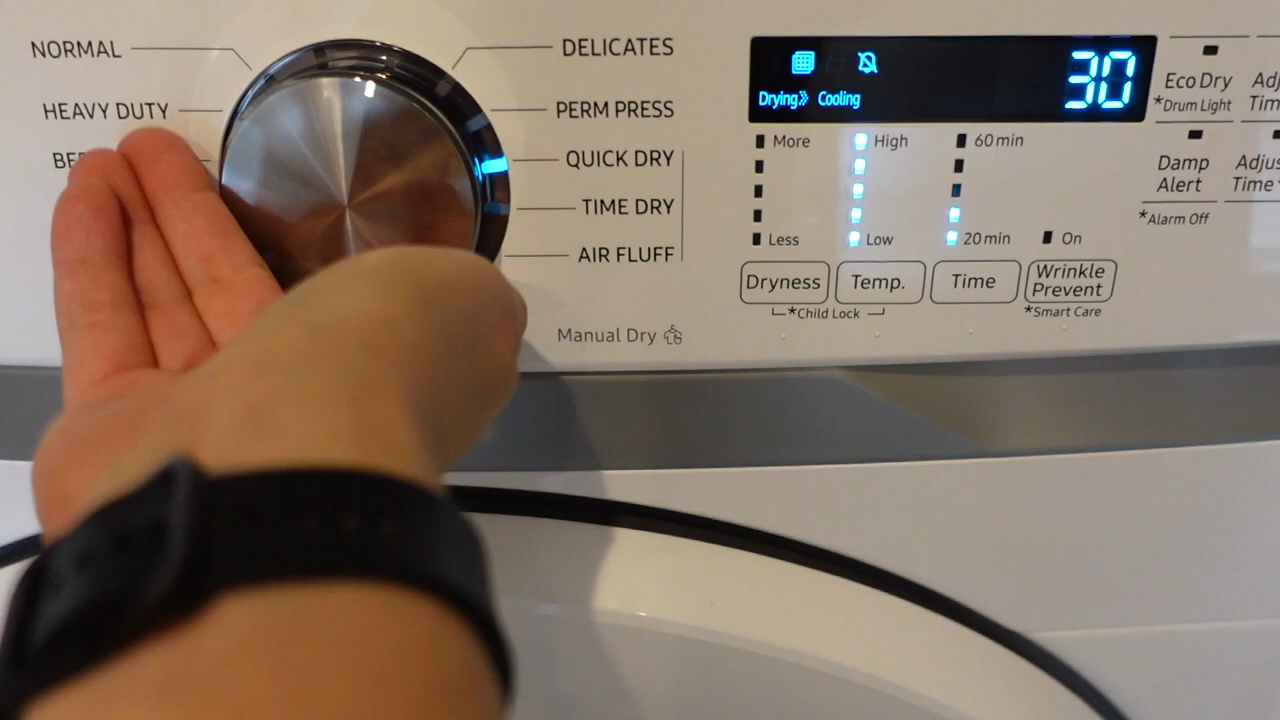 NORMAL
HEAVY DUTY
DELICATES
PERM PRESS
QUICK DRY
TIME DRY
AIR FLUFF
Manual Dry
30
Drying Cooling
More
Less
High
Low
60 min
20 min
On
Dryness
Temp.
Time
Wrinkle
Prevent
*Child Lock
*Smart Care
Eco Dry
*Drum Light
Damp
Alert
*Alarm Off
Time